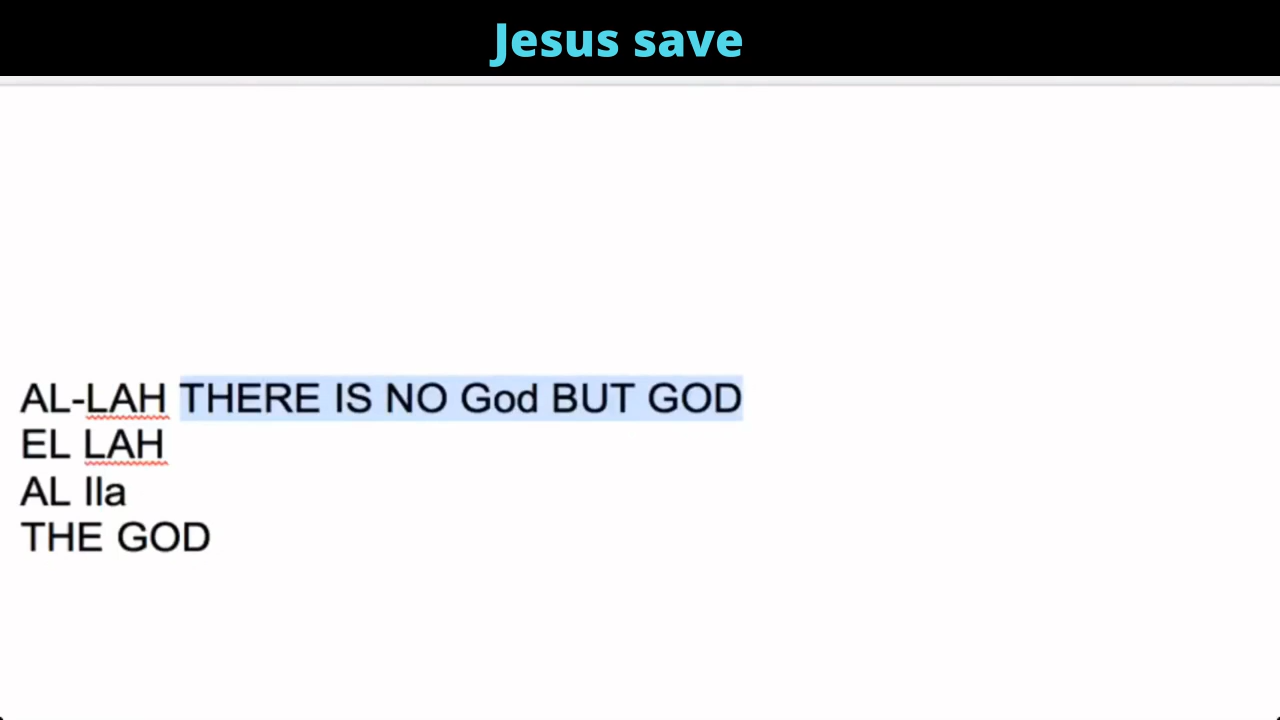 Jesus save
AL-LAH THERE IS NO God BUT GOD
EL LAH
AL Ila
THE GOD